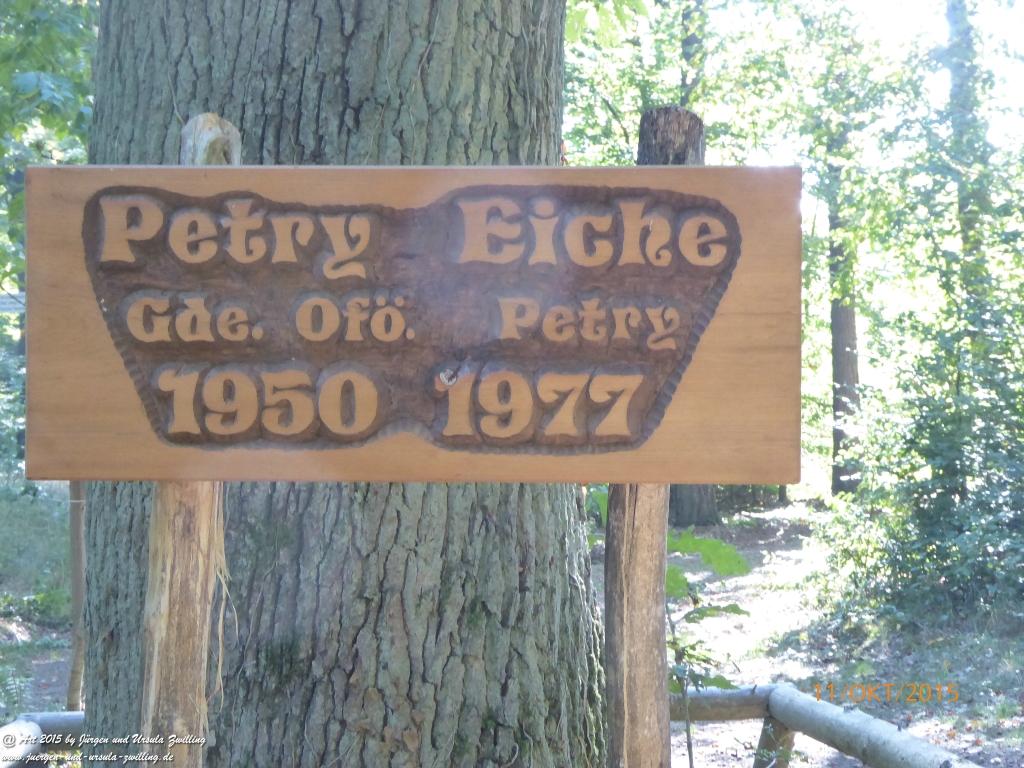 Petry Eiche
Gde. Ofö. Petry
1950 1977
11/OKT/2015
@ Art 2015 by Jürgen und Ursula Zwilling
www.juergen-und-ursula-zwilling.de